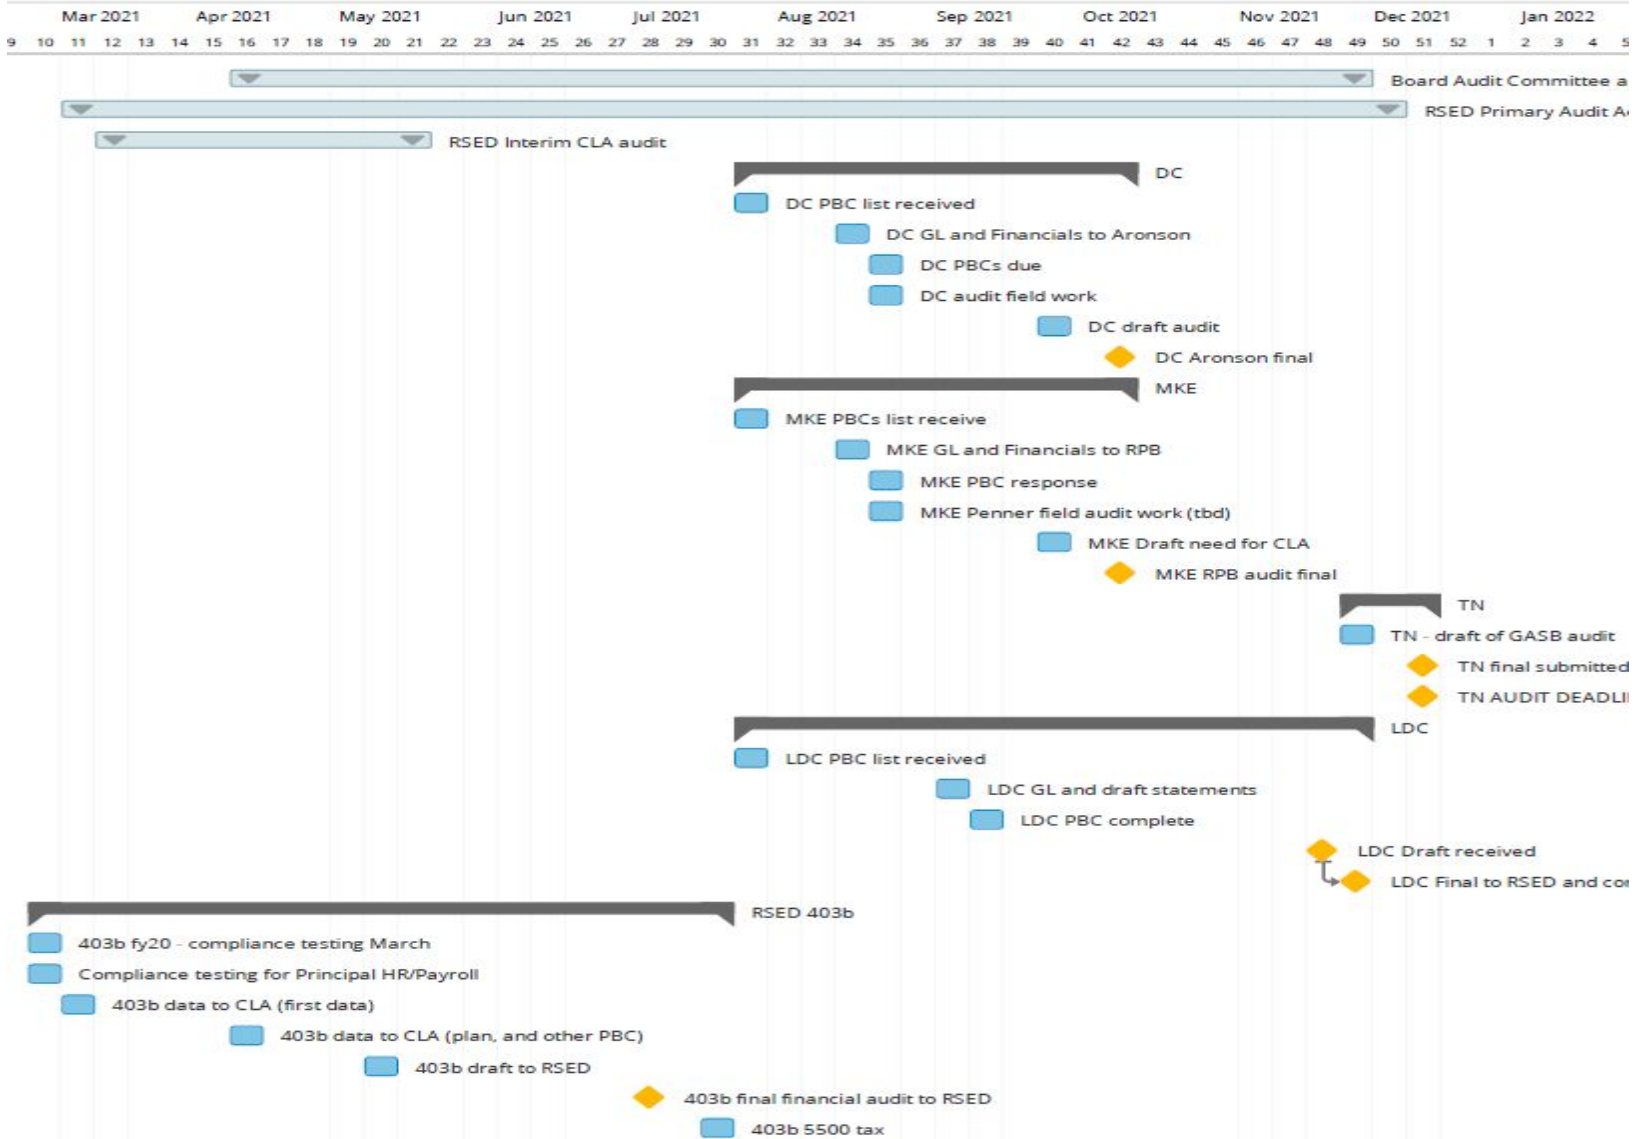 Mar 2021 Apr 2021 May 2021 Jun 2021 Jul 2021 Aug 2021 Sep 2021 Oct 2021 Nov 2021 Dec 2021 Jan 2022
9 10 11 12 13 14 15 16 17 18 19 20 21 22 23 24 25 26 27 28 29 30 31 32 33 34 35 36 37 38 39 40 41 42 43 44 45 46 47 48 49 50 51 52 1 2 3 4 5
Board Audit Committee a
RSED Primary Audit A
RSED Interim CLA audit
DC
DC PBC list received
DC GL and Financials to Aronson
DC PBCs due
DC audit field work
DC draft audit
DC Aronson final
MKE
MKE PBCs list receive
MKE GL and Financials to RPB
MKE PBC response
MKE Penner field audit work (tbd)
MKE Draft need for CLA
MKE RPB audit final
TN
TN - draft of GASB audit
TN final submitted
TN AUDIT DEADLI
LDC
LDC PBC list received
LDC GL and draft statements
LDC PBC complete
LDC Draft received
LDC Final to RSED and co
RSED 403b
403b fy20 - compliance testing March
Compliance testing for Principal HR/Payroll
403b data to CLA (first data)
403b data to CLA (plan, and other PBC)
403b draft to RSED
403b final financial audit to RSED
403b 5500 tax